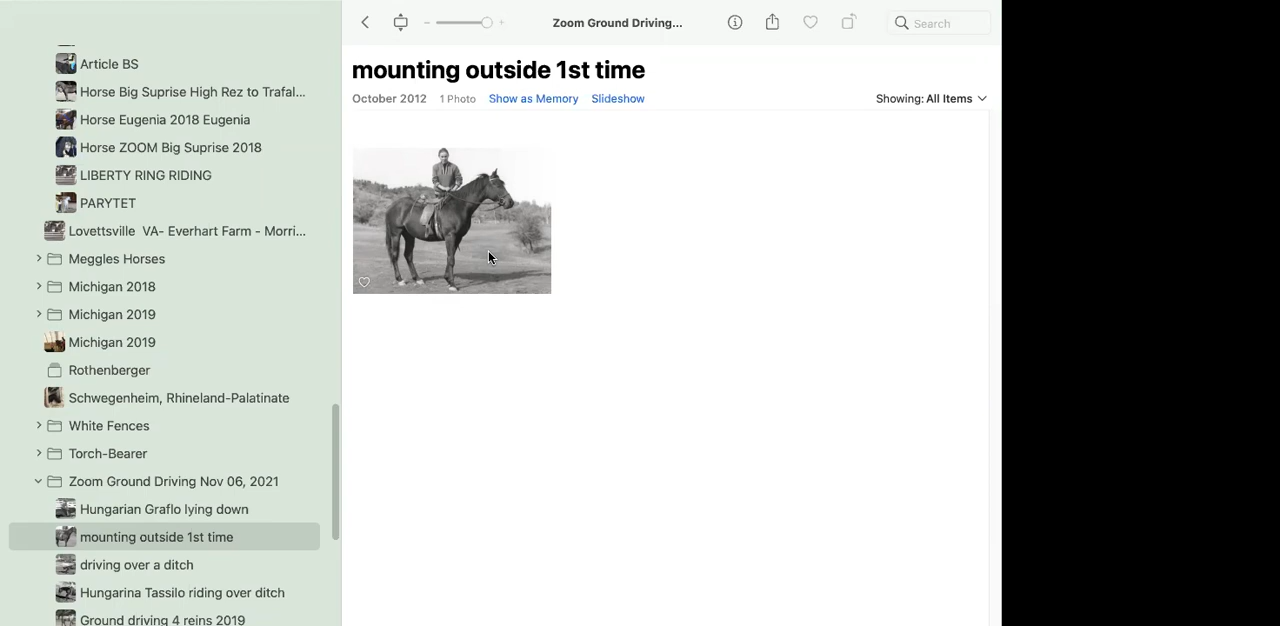 Zoom Ground Driving...
Search
Article BS
Horse Big Suprise High Rez to Trafal...
Horse Eugenia 2018 Eugenia
Horse ZOOM Big Suprise 2018
LIBERTY RING RIDING
PARYTET
Lovettsville VA- Everhart Farm - Morri...
Meggles Horses
Michigan 2018
Michigan 2019
Michigan 2019
Rothenberger
Schwegenheim, Rhineland-Palatinate
White Fences
Torch-Bearer
Zoom Ground Driving Nov 06, 2021
Hungarian Graflo lying down
mounting outside 1st time
driving over a ditch
Hungarina Tassilo riding over ditch
Ground driving 4 reins 2019
mounting outside 1st time
October 2012 1 Photo Show as Memory Slideshow Showing: All Items